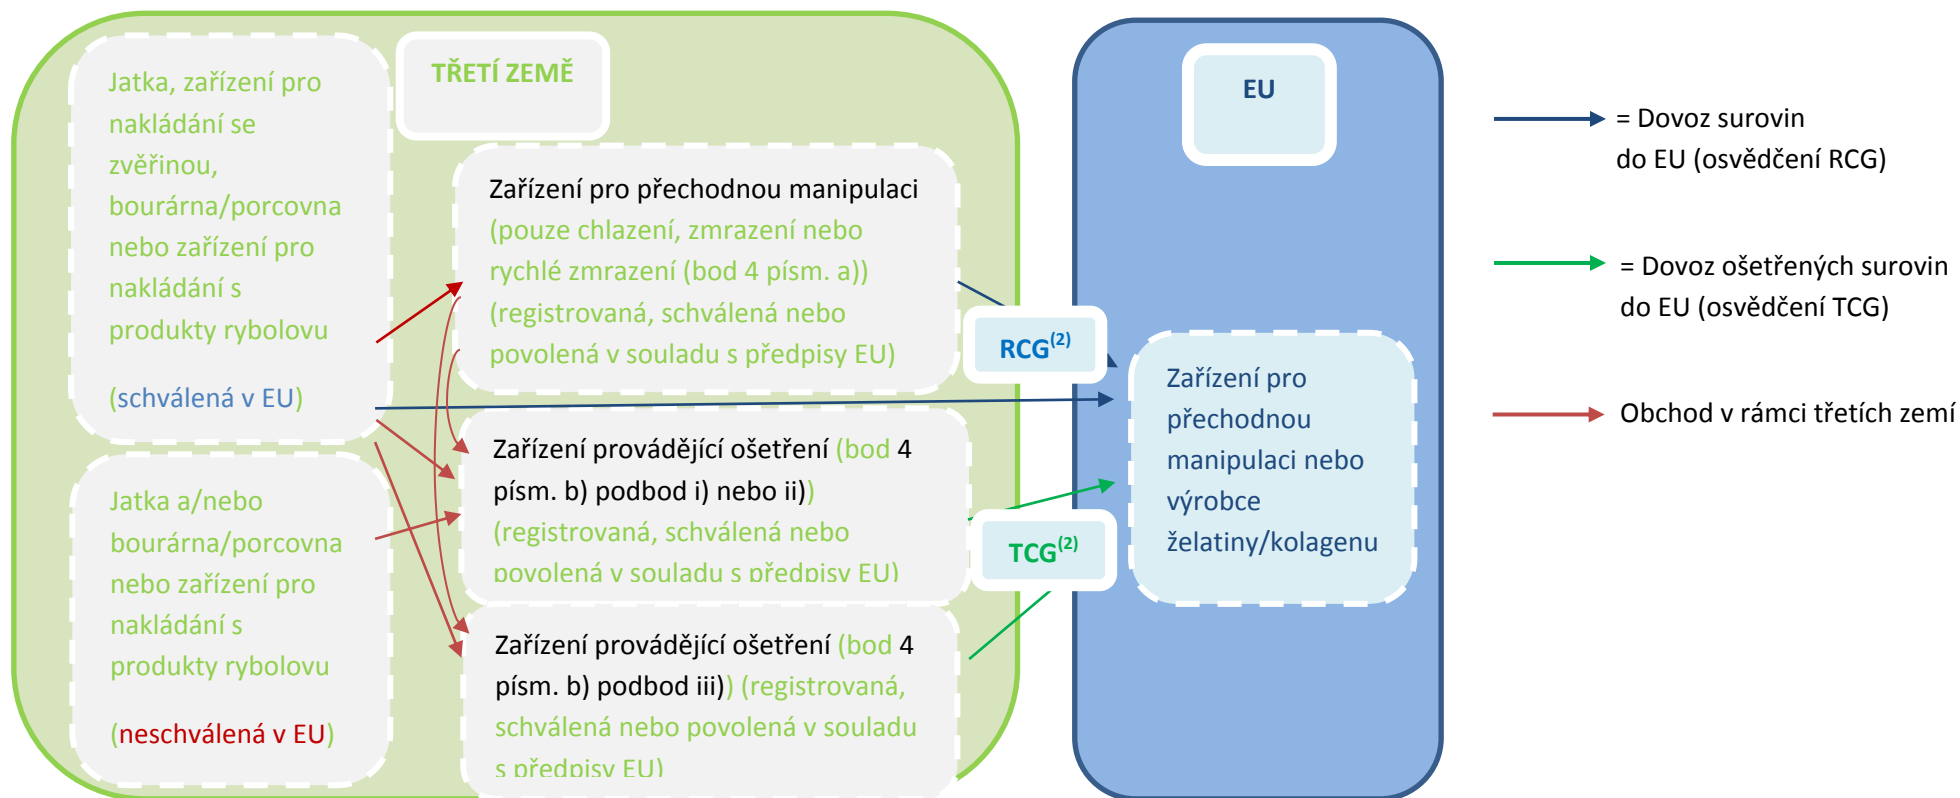 Jatka, zařízení pro
nakládání se
zvěřinou,
bourárna/porcovna
nebo zařízení pro
nakládání s
produkty rybolovu
(schválená v EU)
Jatka a/nebo
bourárna/porcovna
nebo zařízení pro
nakládání s
produkty rybolovu
(neschválená v EU)
TŘETÍ ZEMĚ
Zařízení pro přechodnou manipulaci
(pouze chlazení, zmrazení nebo
rychlé zmrazení (bod 4 písm. a))
(registrovaná, schválená nebo
povolená v souladu s předpisy EU)
Zařízení provádějící ošetření (bod 4
písm. b) podbod i) nebo ii))
(registrovaná, schválená nebo
povolená v souladu s předpisy EU)
Zařízení provádějící ošetření (bod 4
písm. b) podbod iii)) (registrovaná,
schválená nebo povolená v souladu
s předpisy EU)
RCG(2)
TCG(2)
EU
Zařízení pro
přechodnou
manipulaci nebo
výrobce
želatiny/kolagenu
= Dovoz surovin
do EU (osvědčení RCG)
= Dovoz ošetřených surovin
do EU (osvědčení TCG)
Obchod v rámci třetích zemí